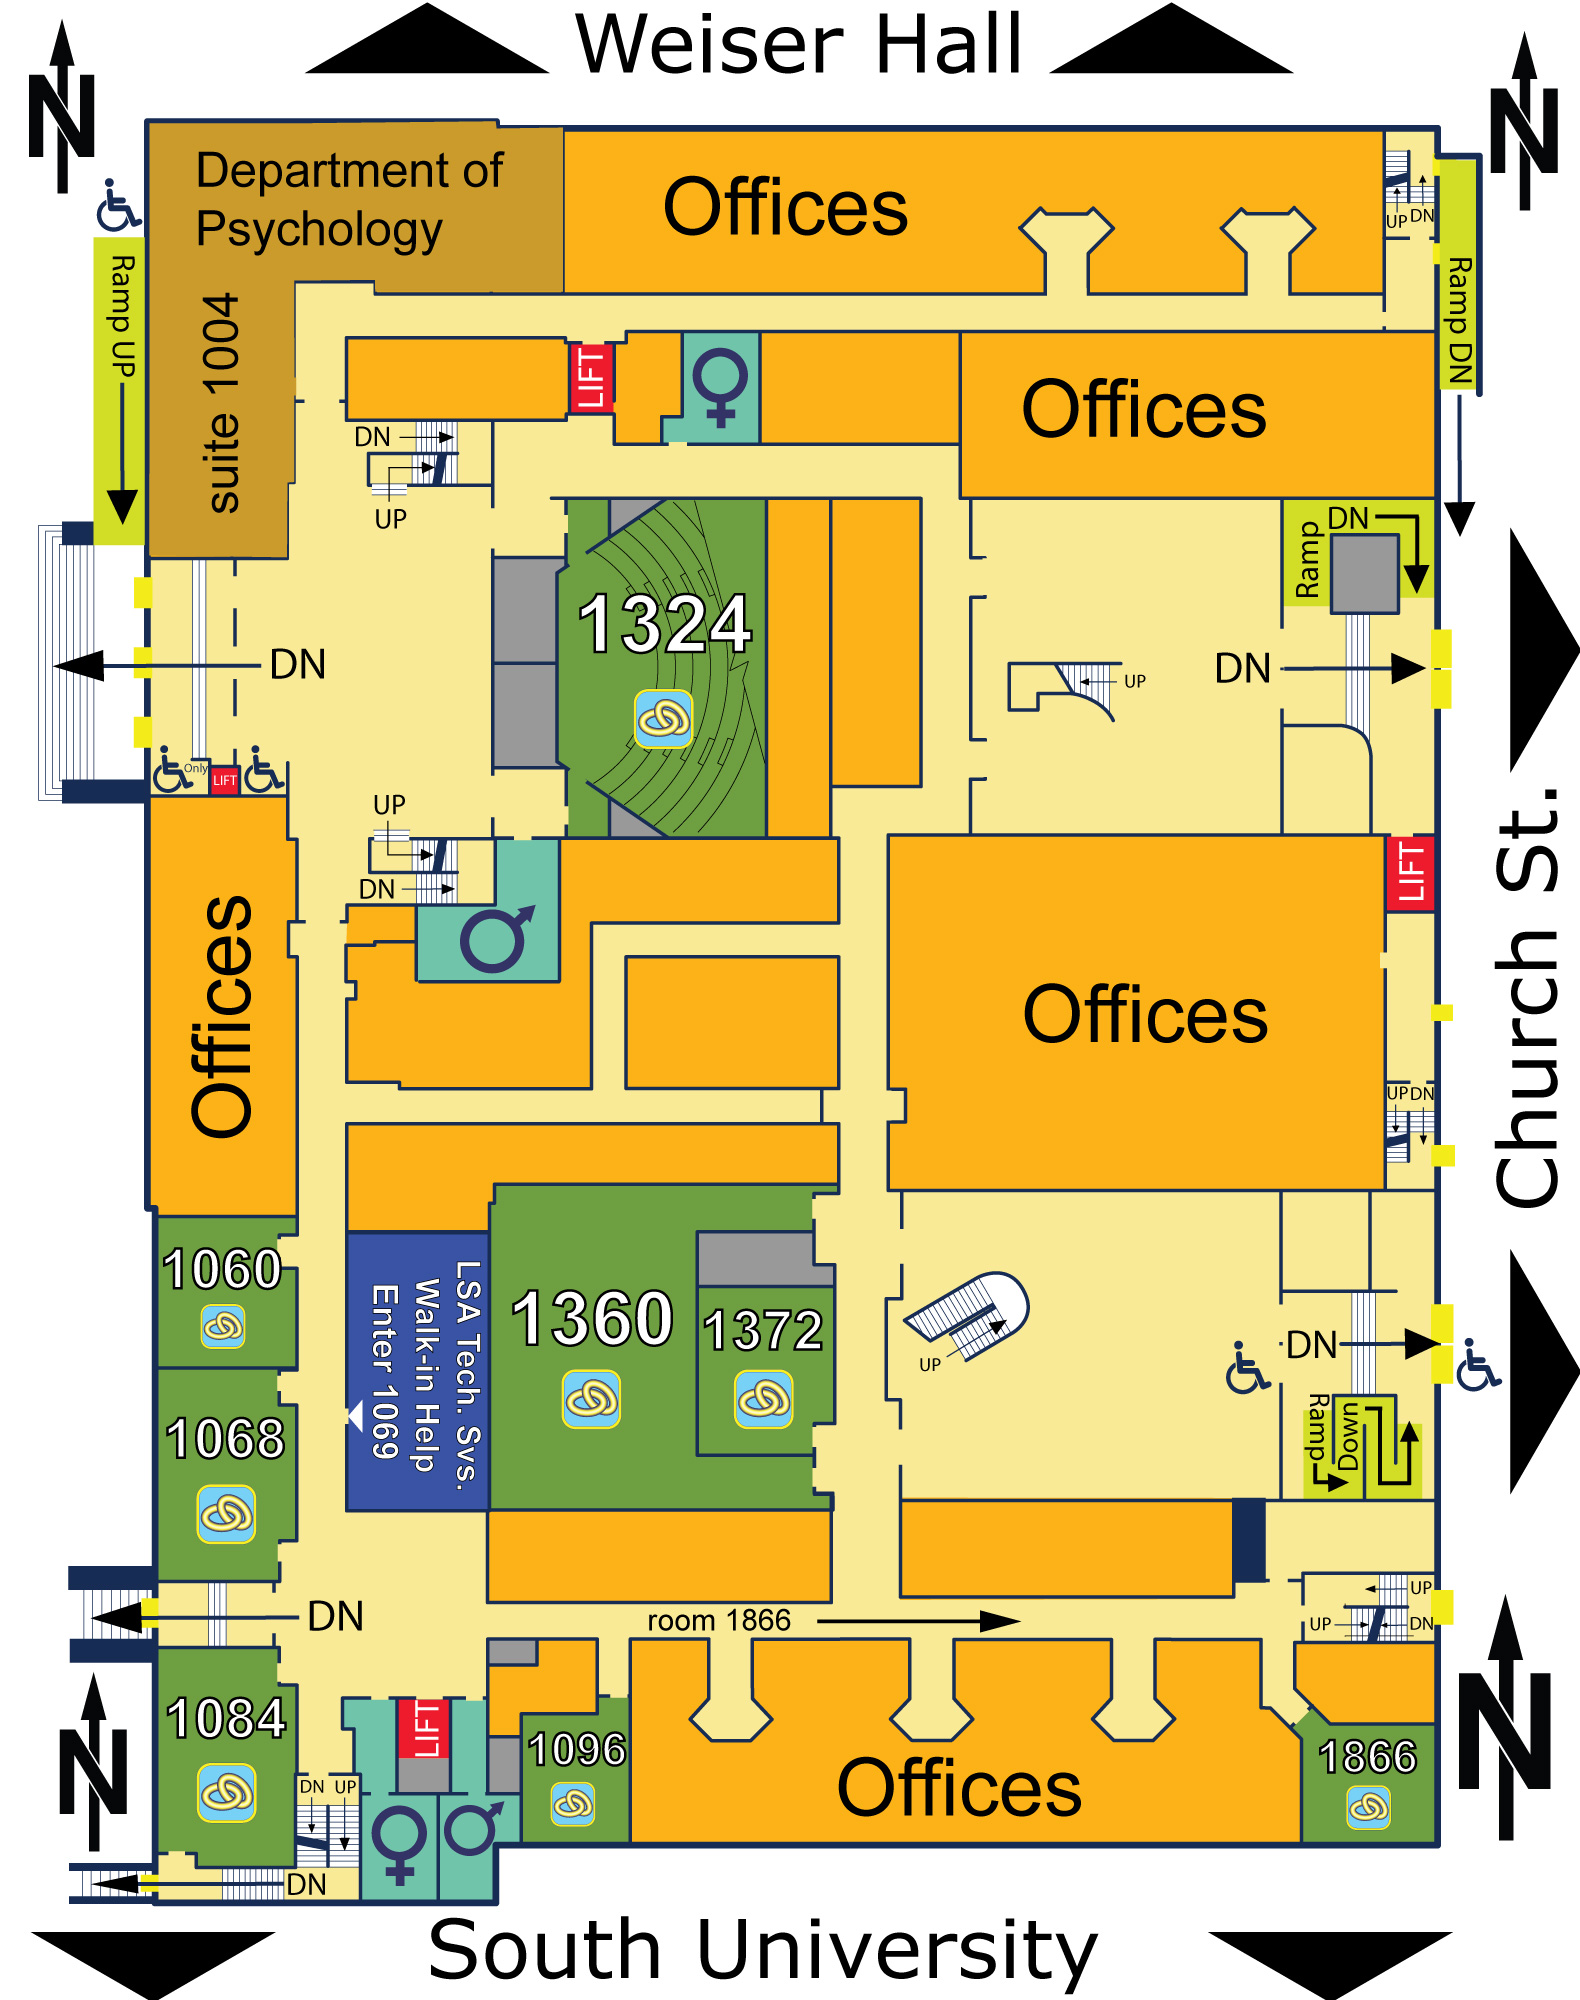 Weiser Hall
N
N
Department of
Psychology
suite 1004
Offices
UP
DN
Ramp UP
Ramp DN
LIFT
Offices
DN
UP
DN
Ramp
1324
DN
UP
DN
Only
LIFT
UP
DN
Church St.
LIFT
Offices
Offices
UP
DN
1060
LSA Tech. Svs.
Walk-in Help
Enter 1069
1360
1372
UP
DN
Ramp
Down
1068
DN
room 1866
UP
UP
DN
1084
LIFT
1096
1866
N
N
Offices
DN
UP
DN
South University